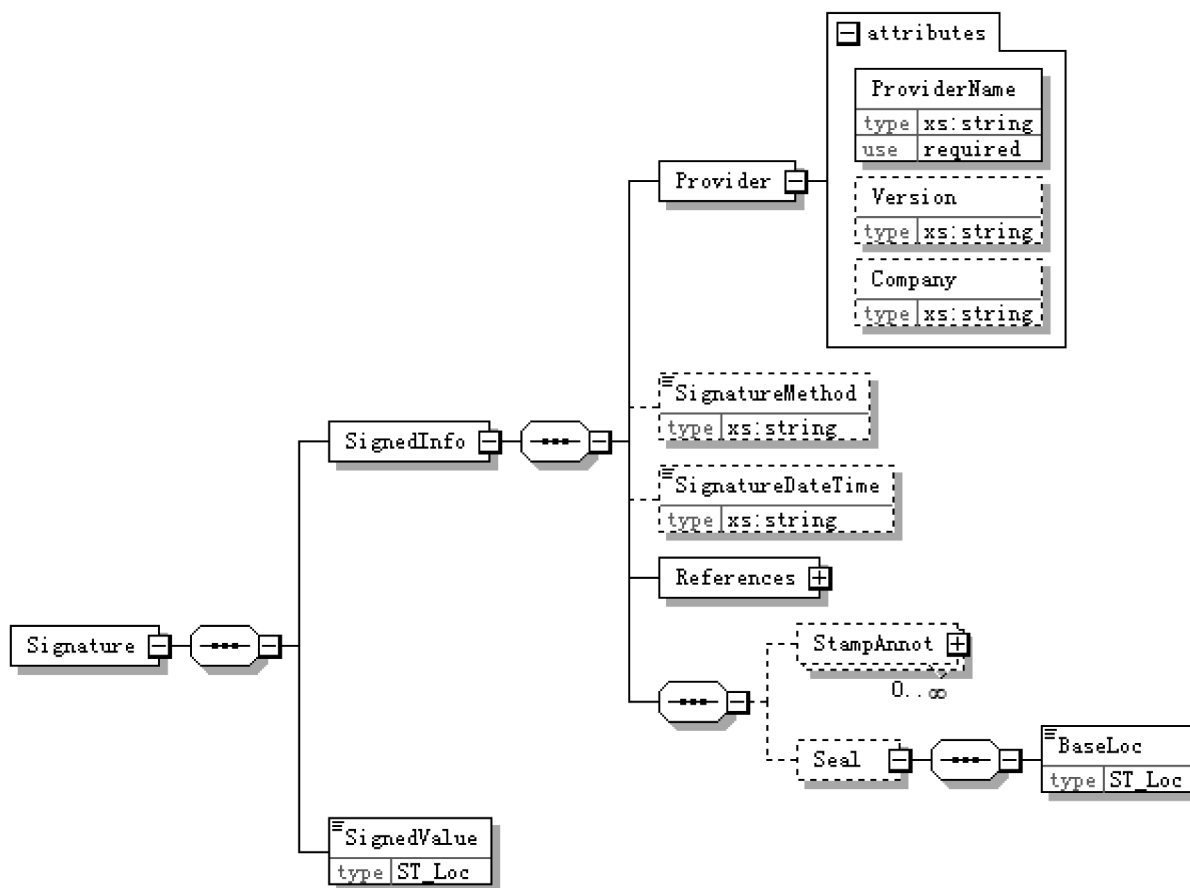 attributes
ProviderName
type xs:string
use required
Provider
Version
type xs:string
Company
type xs:string
SignatureMethod
type xs:string
SignedInfo
SignatureDateTime
type xs:string
References
Signature
StampAnnot
0..∞
Seal
BaseLoc
type ST_Loc
SignedValue
type ST_Loc